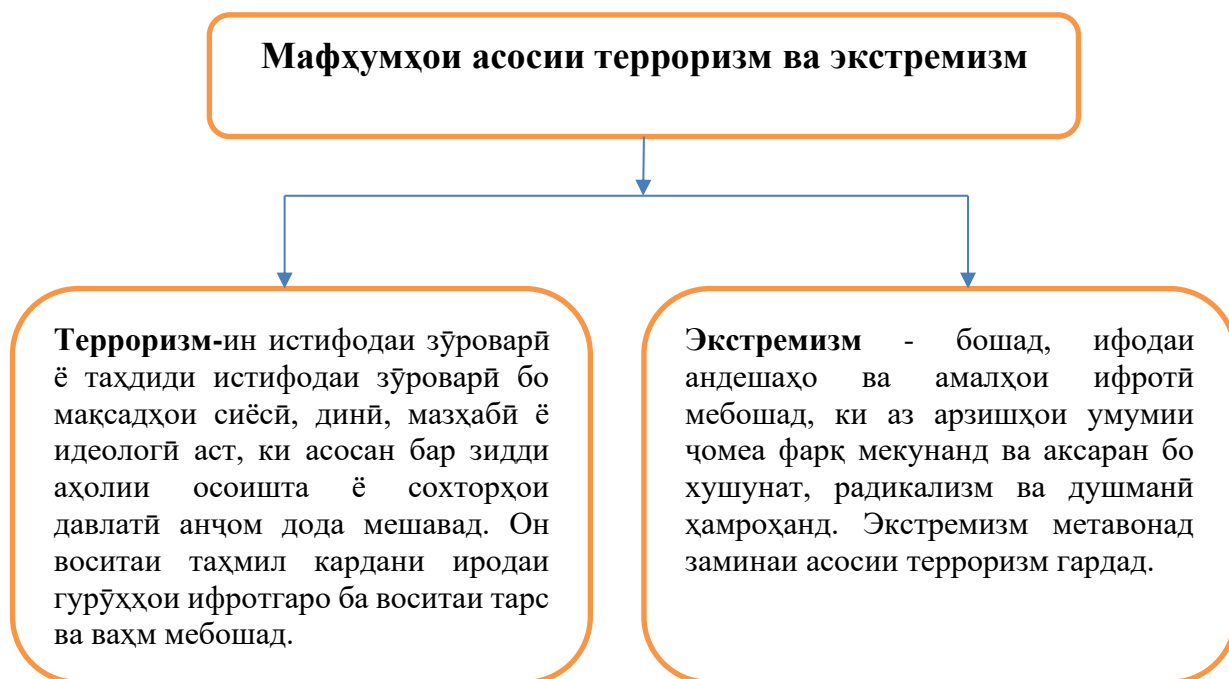 Мафҳумҳои асосии терроризм ва экстремизм
Терроризм-ин истифодаи зӯроварӣ
ё таҳдиди истифодаи зӯроварӣ бо
мақсадҳои сиёсӣ, динӣ, мазҳабӣ ё
идеологӣ аст, ки асосан бар зидди
аҳолии осоишта ё сохторҳои
давлатӣ анҷом дода мешавад. Он
воситаи таҳмил кардани иродаи
гурӯҳҳои ифротгаро ба воситаи тарс
ва ваҳм мебошад.
Экстремизм - бошад, ифодаи
андешаҳо ва амалҳои ифротӣ
мебошад, ки аз арзишҳои умумии
ҷомеа фарқ мекунанд ва аксаран бо
хушунат, радикализм ва душманӣ
ҳамроҳанд. Экстремизм метавонад
заминаи асосии терроризм гардад.